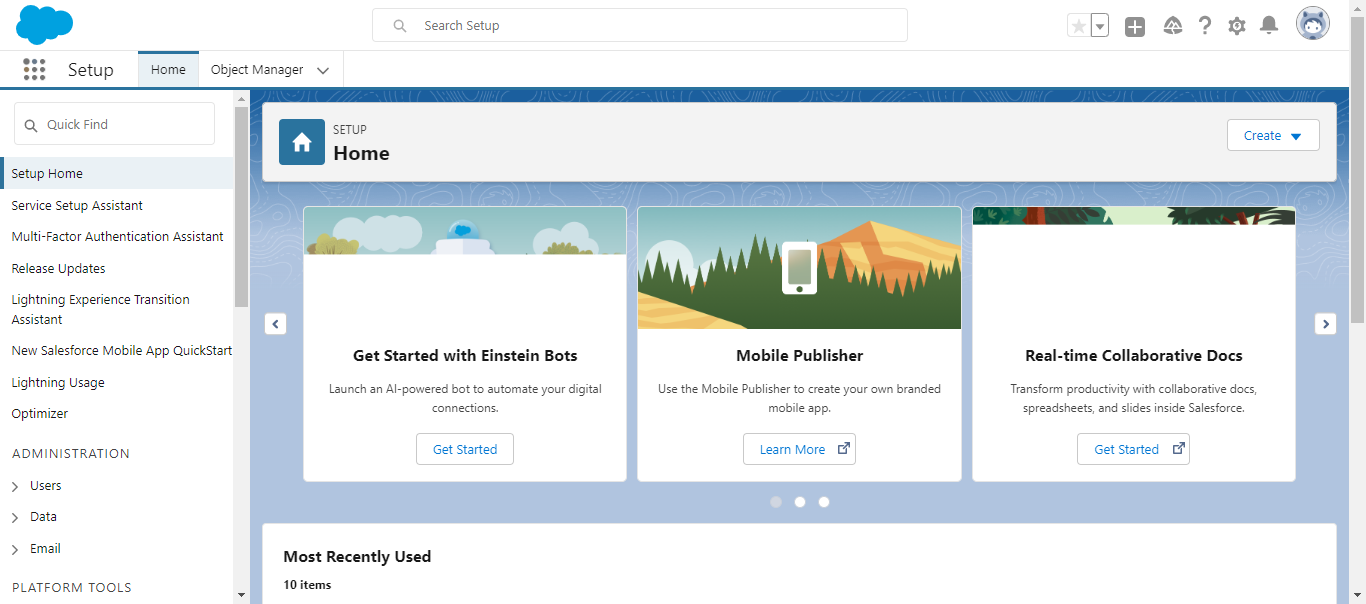 Search Setup
Setup
Home
Object Manager
Quick Find
Setup Home
Service Setup Assistant
Multi-Factor Authentication Assistant
Release Updates
Lightning Experience Transition
Assistant
New Salesforce Mobile App QuickStart
Lightning Usage
Optimizer
ADMINISTRATION
Users
Data
Email
PLATFORM TOOLS
SETUP
Home
Create
Get Started with Einstein Bots
Launch an AI-powered bot to automate your digital
connections.
Get Started
Mobile Publisher
Use the Mobile Publisher to create your own branded
mobile app.
Learn More
Real-time Collaborative Docs
Transform productivity with collaborative docs,
spreadsheets, and slides inside Salesforce.
Get Started
Most Recently Used
10 items